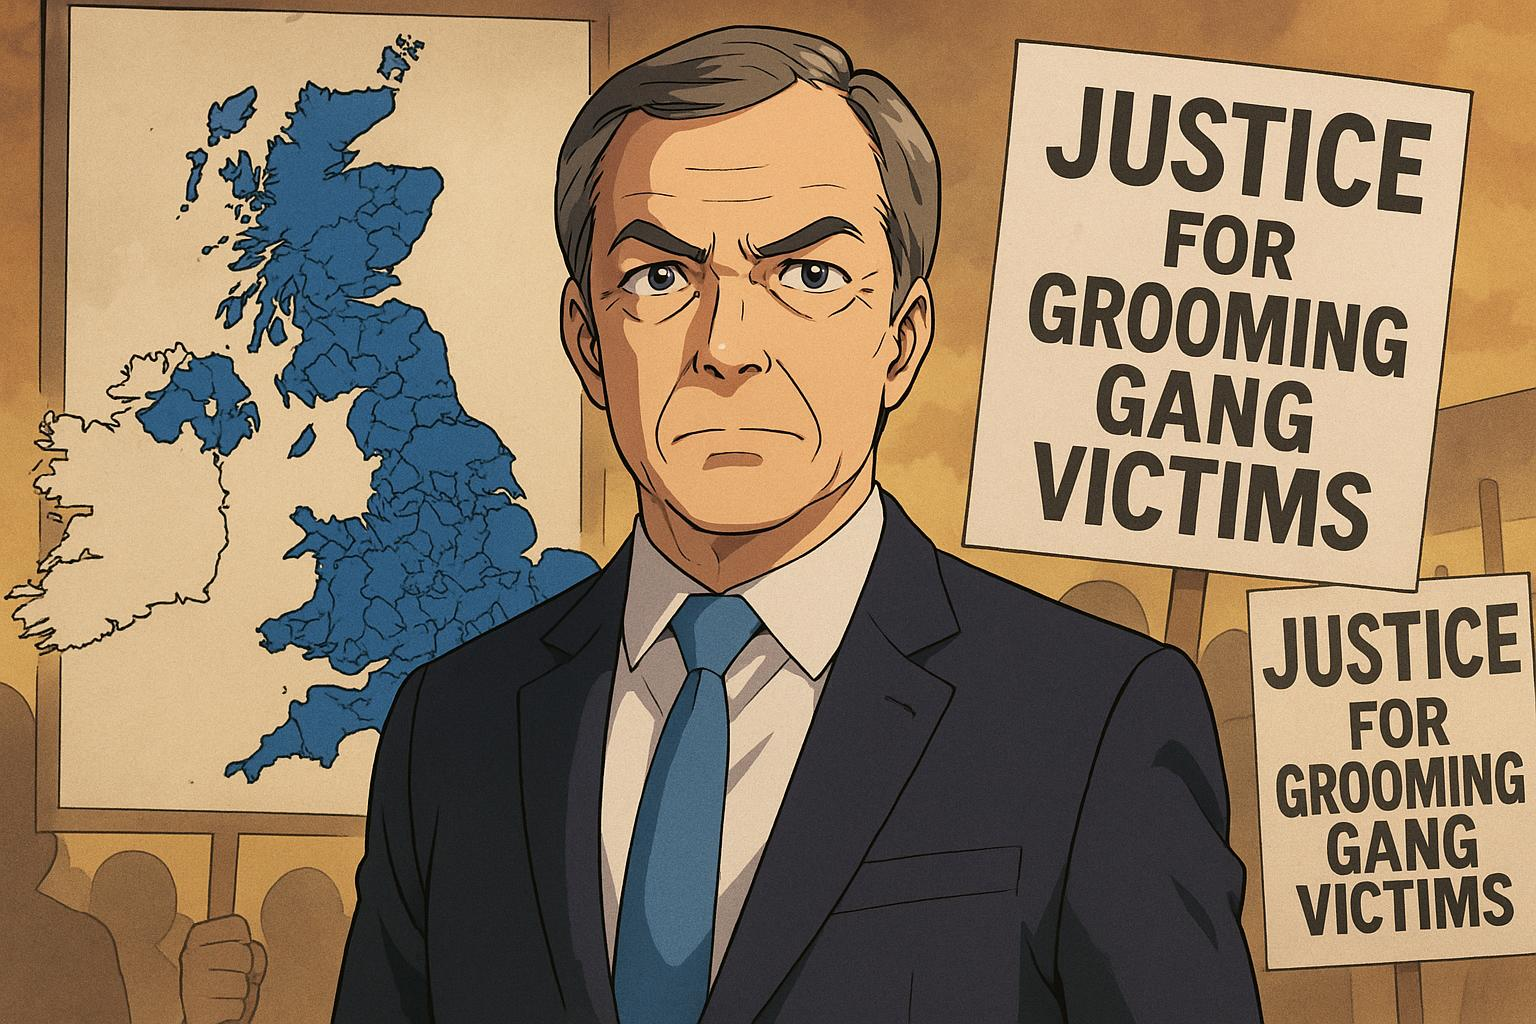 JUSTICE
FOR
GROOMING
GANG
VICTIMS
JUSTICE
FOR
GROOMING
GANG
VICTIMS